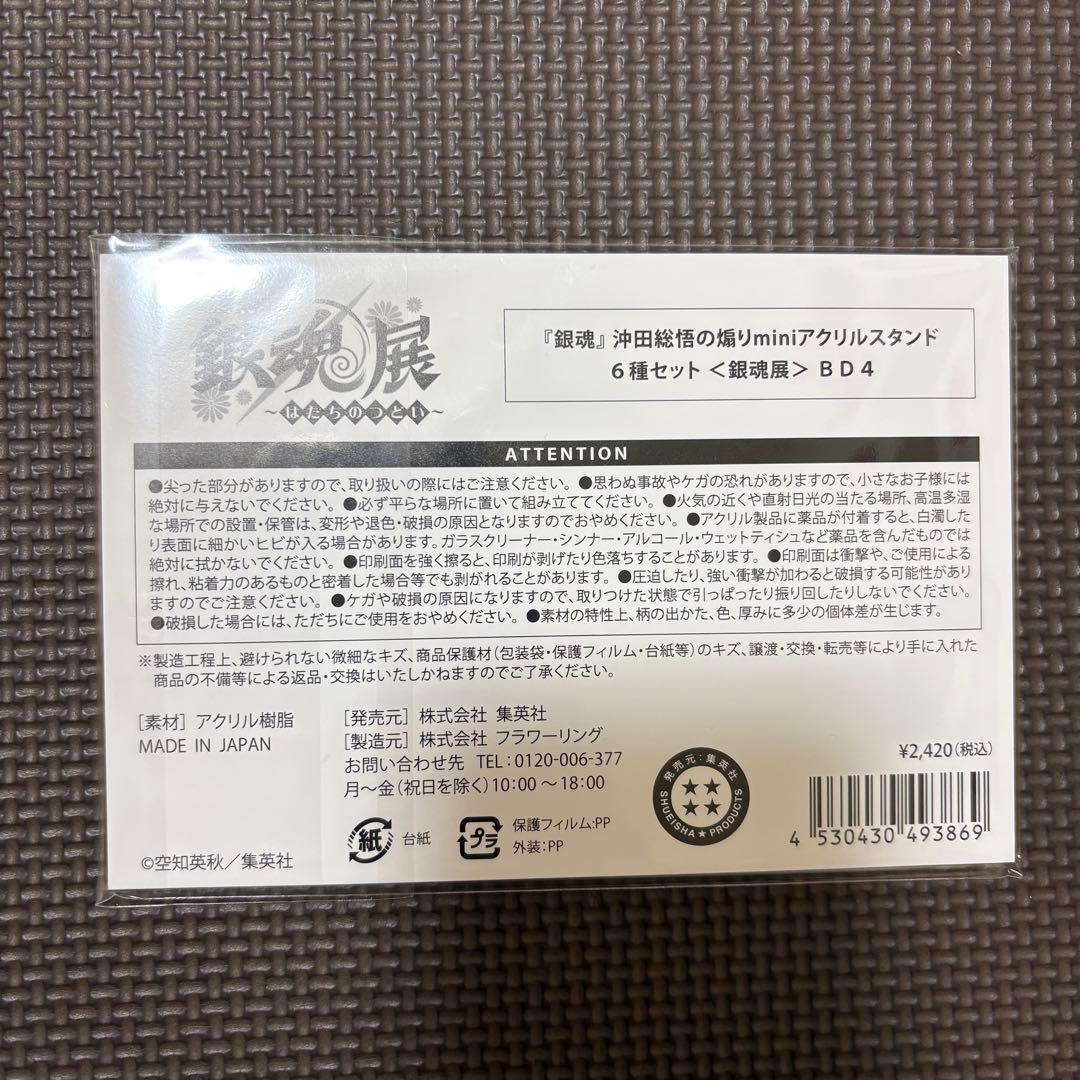 銀魂展
～はたちのつどい～
『銀魂』沖田総悟の煽りminiアクリルスタンド
6種セット＜銀魂展＞ BD4
ATTENTION
●尖った部分がありますので、取り扱いの際にはご注意ください。 ●思わぬ事故やケガの恐れがありますので、小さなお子様には
絶対に与えないでください。 ●必ず平らな場所に置いて組み立ててください。 ●火気の近くや直射日光の当たる場所、高温多湿
な場所での設置・保管は、変形や退色・破損の原因となりますのでおやめください。 ●アクリル製品に薬品が付着すると、白濁した
り表面に細かいヒビが入る場合があります。ガラスクリーナー・シンナー・アルコール・ウェットティシュなど薬品を含んだものでは
絶対に拭かないでください。 ●印刷面を強く擦ると、印刷が剥げたり色落ちすることがあります。 ●印刷面は衝撃や、ご使用による
擦れ、粘着力のあるものと密着した場合等でも剥がれることがあります。 ●圧迫したり、強い衝撃が加わると破損する可能性があり
ますのでご注意ください。 ●ケガや破損の原因になりますので、取りつけた状態で引っぱったり振り回したりしないでください。
●破損した場合には、ただちにご使用をおやめください。 ●素材の特性上、柄の出かた、色、厚みに多少の個体差が生じます。
※製造工程上、避けられない微細なキズ、商品保護材（包装袋・保護フィルム・台紙等）のキズ、譲渡・交換・転売等により手に入れた
商品の不備等による返品・交換はいたしかねますのでご了承ください。
［素材］アクリル樹脂
MADE IN JAPAN
［発売元］株式会社 集英社
［製造元］株式会社 フラワーリング
お問い合わせ先 TEL：0120-006-377
月～金（祝日を除く）10：00～18：00
紙 台紙
プラ 保護フィルム:PP
外装:PP
発売元：集英社
SHUEISHA★PRODUCTS
¥2,420（税込）
4 530430 493869
©空知英秋／集英社